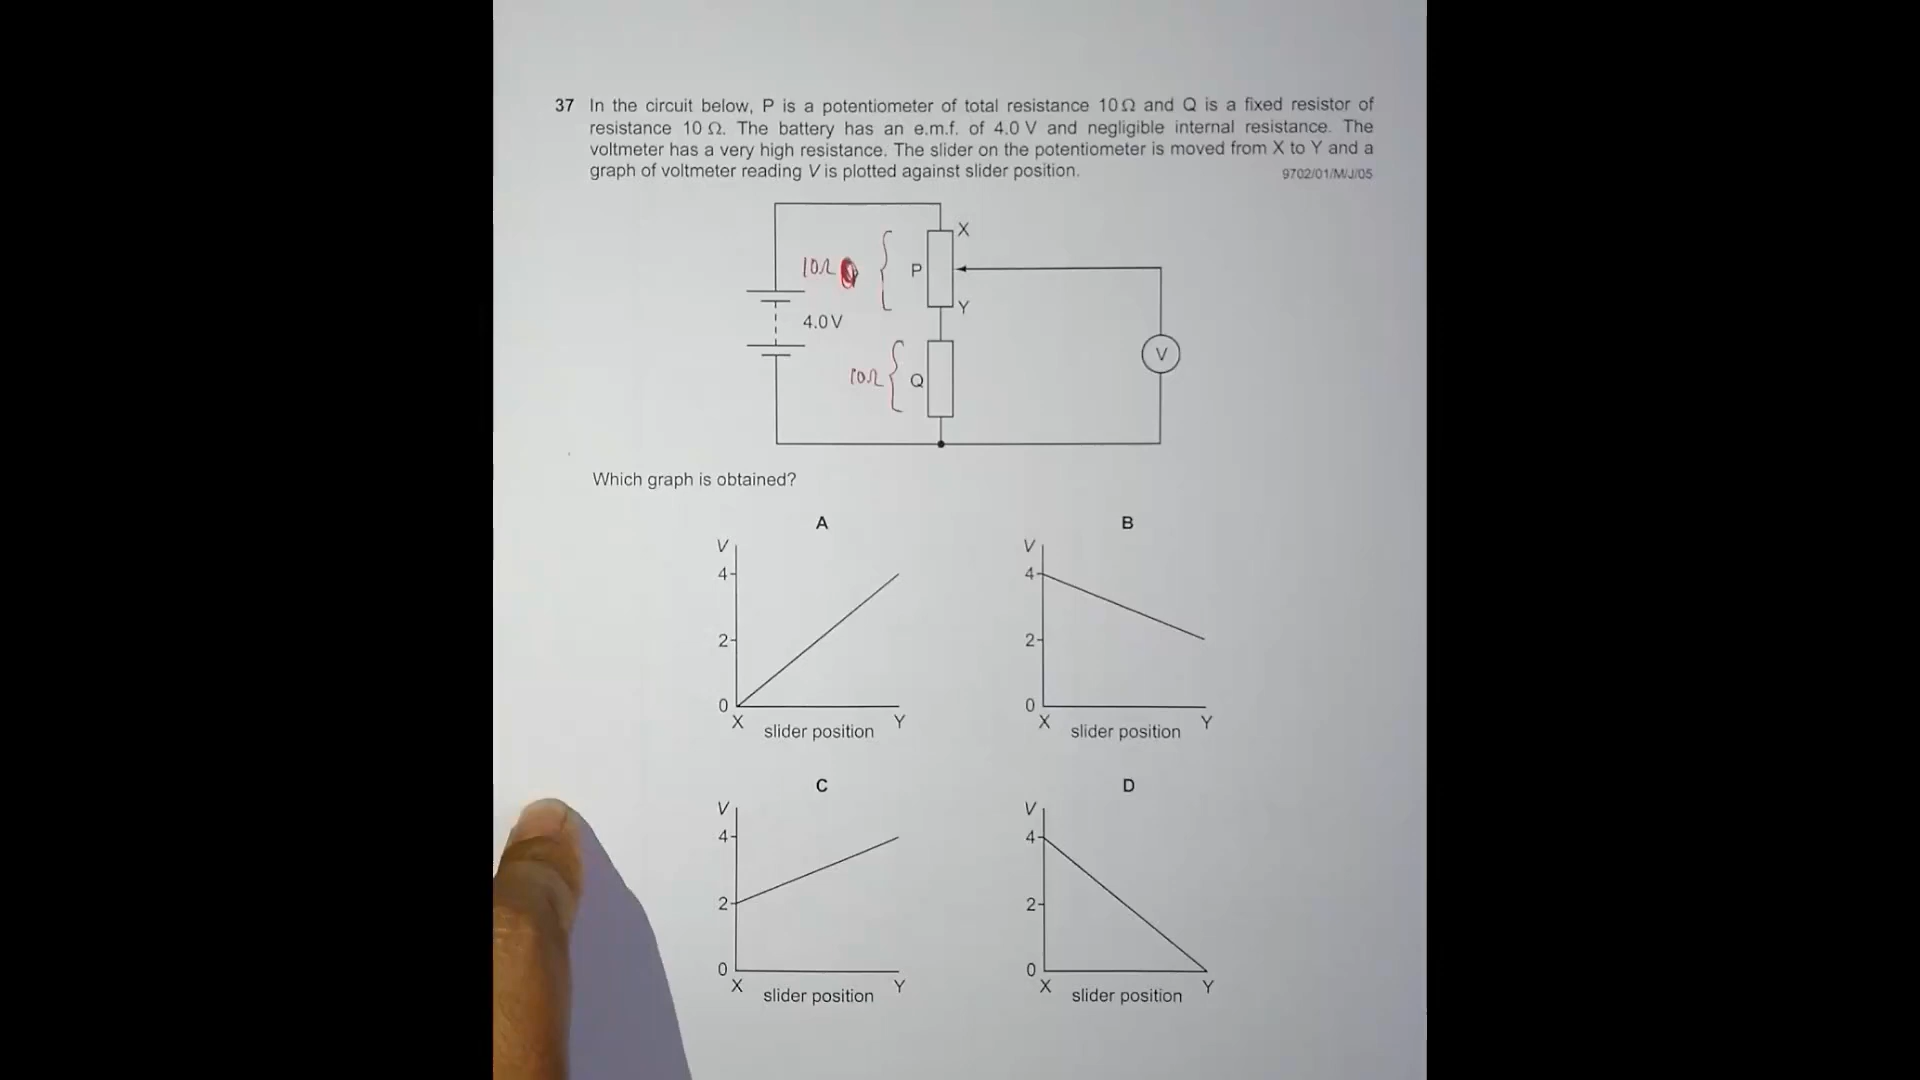 37 In the circuit below, P is a potentiometer of total resistance 10 Ω and Q is a fixed resistor of
resistance 10 Ω. The battery has an e.m.f. of 4.0 V and negligible internal resistance. The
voltmeter has a very high resistance. The slider on the potentiometer is moved from X to Y and a
graph of voltmeter reading V is plotted against slider position. 9702/01/M/J/05
X
10Ω P
Y
4.0 V
V
10Ω Q
Which graph is obtained?
A B
V V
4 4
2 2
0 0
X slider position Y X slider position Y
C D
V V
4 4
2 2
0 0
X slider position Y X slider position Y